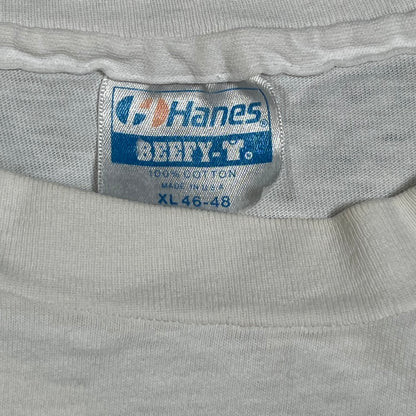 Hanes®
BEEFY-T®
100% COTTON
MADE IN U.S.A.
XL 46-48